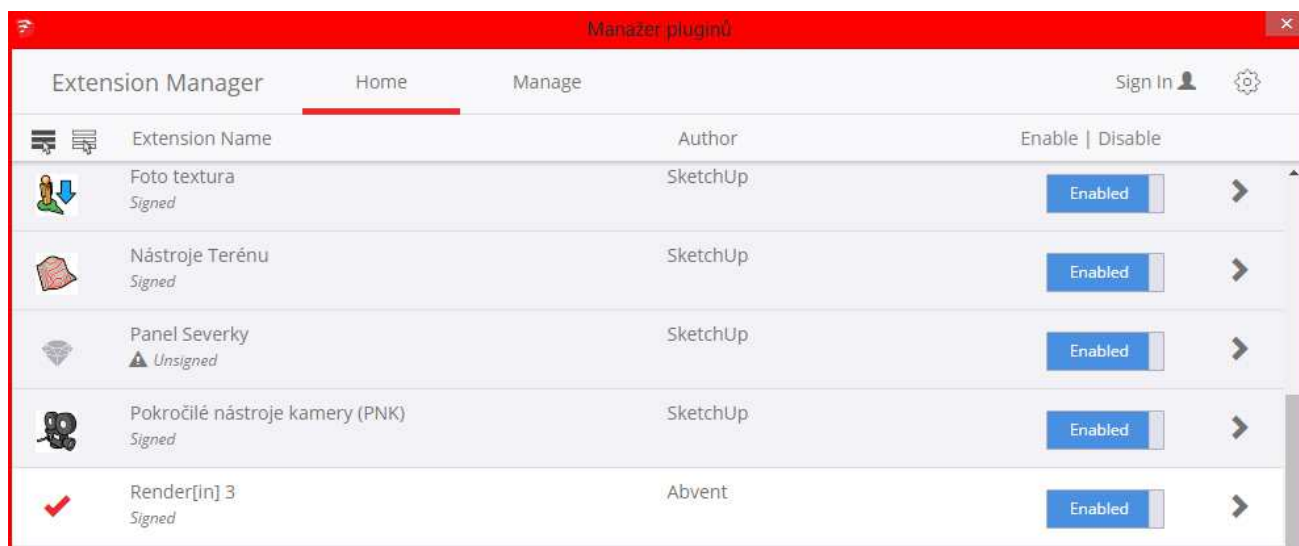 Manažer pluginů
Extension Manager Home Manage Sign In
Extension Name Author Enable | Disable
Foto textura SketchUp
Signed
Enabled
Nástroje Terénu SketchUp
Signed
Enabled
Panel Severky SketchUp
Unsigned
Enabled
Pokročilé nástroje kamery (PNK) SketchUp
Signed
Enabled
Render[in] 3 Abvent
Signed
Enabled